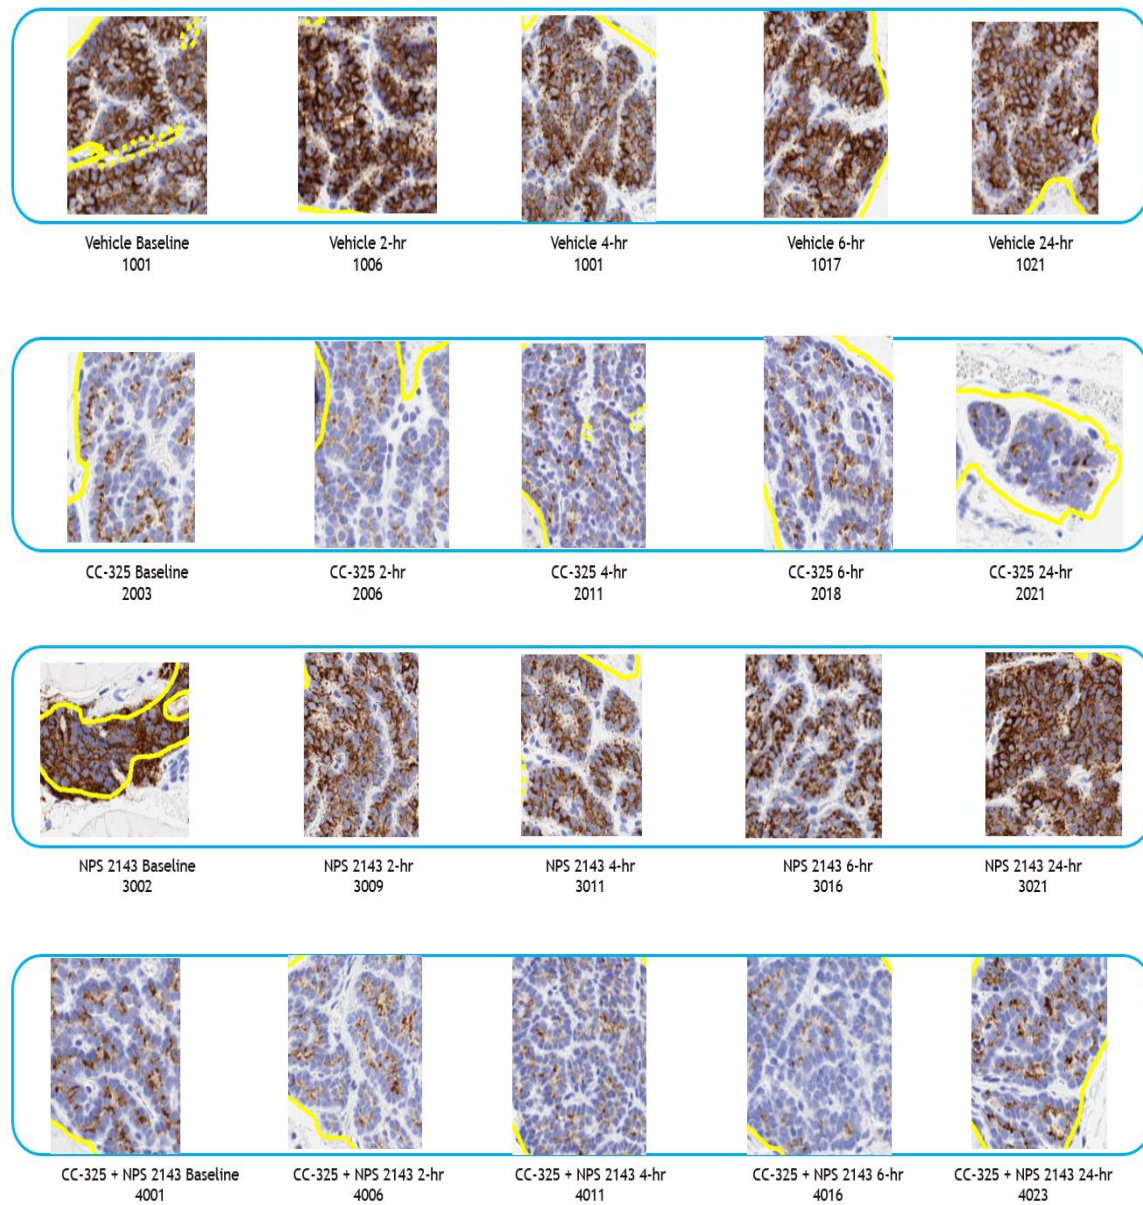 Vehicle Baseline
1001
Vehicle 2-hr
1006
Vehicle 4-hr
1001
Vehicle 6-hr
1017
Vehicle 24-hr
1021
CC-325 Baseline
2003
CC-325 2-hr
2006
CC-325 4-hr
2011
CC-325 6-hr
2018
CC-325 24-hr
2021
NPS 2143 Baseline
3002
NPS 2143 2-hr
3009
NPS 2143 4-hr
3011
NPS 2143 6-hr
3016
NPS 2143 24-hr
3021
CC-325 + NPS 2143 Baseline
4001
CC-325 + NPS 2143 2-hr
4006
CC-325 + NPS 2143 4-hr
4011
CC-325 + NPS 2143 6-hr
4016
CC-325 + NPS 2143 24-hr
4023